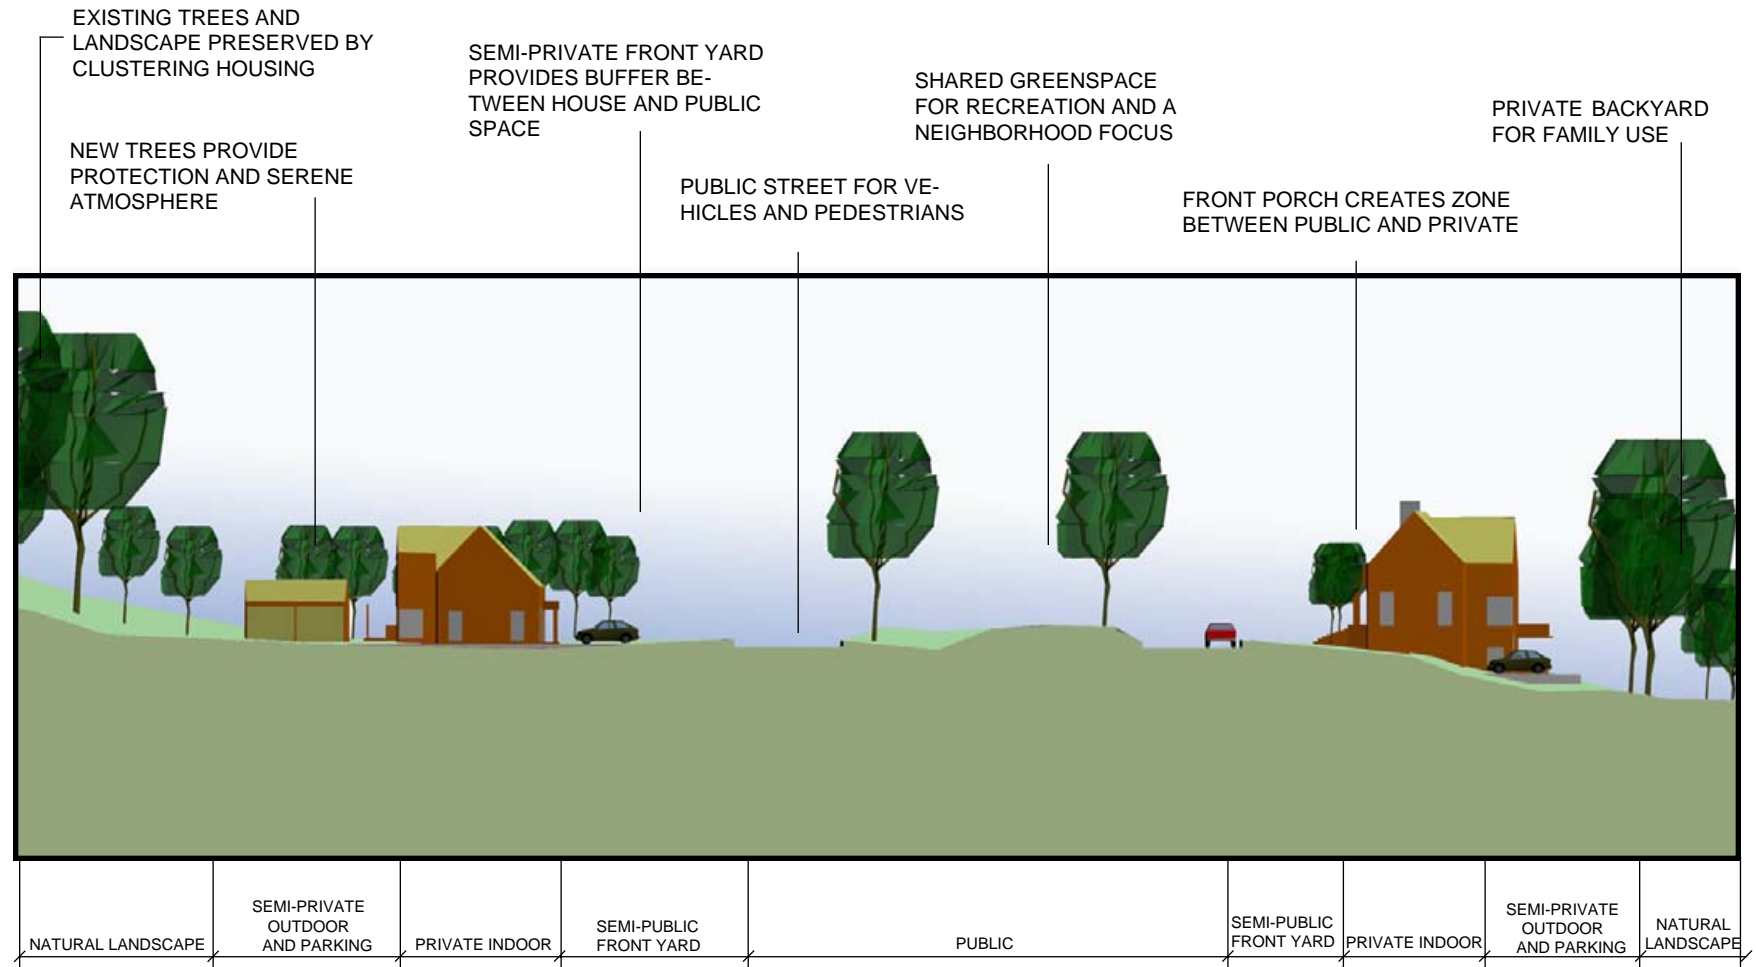 EXISTING TREES AND
LANDSCAPE PRESERVED BY
CLUSTERING HOUSING
NEW TREES PROVIDE
PROTECTION AND SERENE
ATMOSPHERE
SEMI-PRIVATE FRONT YARD
PROVIDES BUFFER BE-
TWEEN HOUSE AND PUBLIC
SPACE
PUBLIC STREET FOR VE-
HICLES AND PEDESTRIANS
SHARED GREENSPACE
FOR RECREATION AND A
NEIGHBORHOOD FOCUS
FRONT PORCH CREATES ZONE
BETWEEN PUBLIC AND PRIVATE
PRIVATE BACKYARD
FOR FAMILY USE
NATURAL LANDSCAPE
SEMI-PRIVATE
OUTDOOR
AND PARKING
PRIVATE INDOOR
SEMI-PUBLIC
FRONT YARD
PUBLIC
SEMI-PUBLIC
FRONT YARD
PRIVATE INDOOR
SEMI-PRIVATE
OUTDOOR
AND PARKING
NATURAL
LANDSCAPE